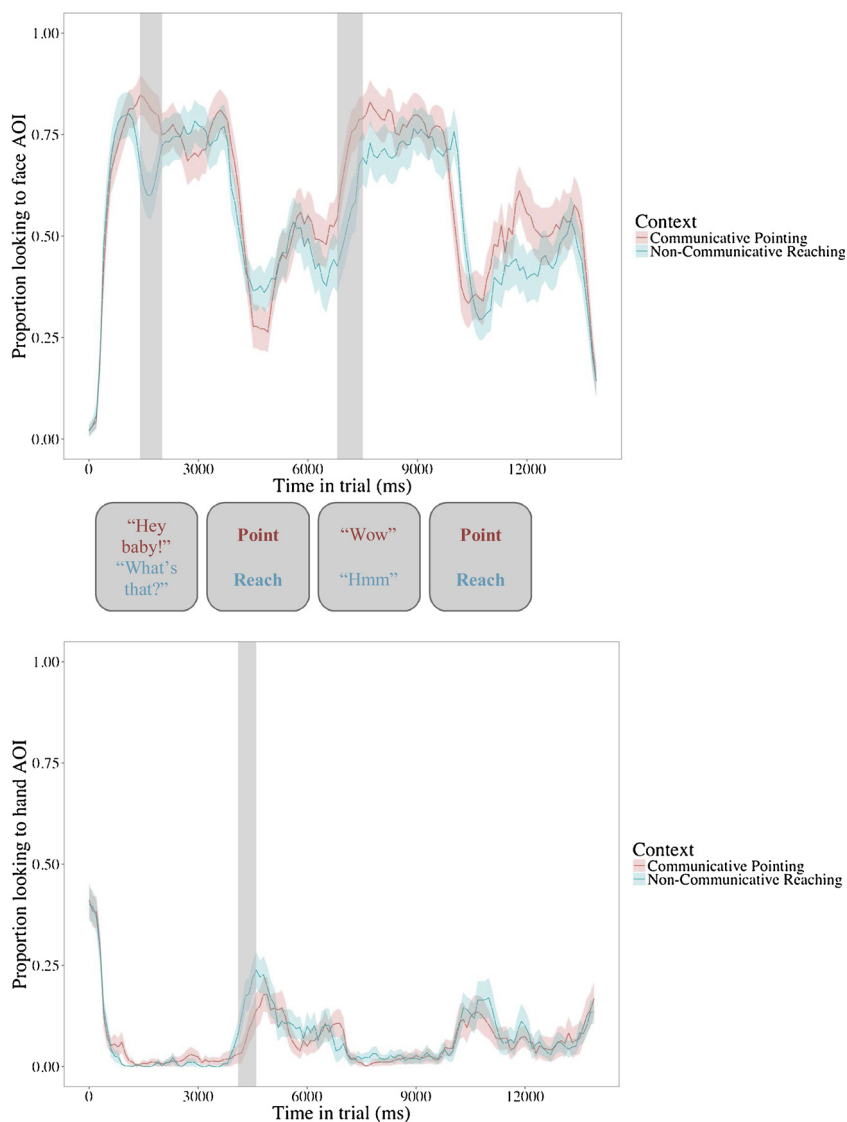 Proportion looking to face AOI
1.00
0.75
0.50
0.25
0.00
0 3000 6000 9000 12000
Time in trial (ms)
Context
Communicative Pointing
Non-Communicative Reaching
“Hey
baby!”
“What’s
that?”
Point
Reach
“Wow”
“Hmm”
Point
Reach
Proportion looking to hand AOI
1.00
0.75
0.50
0.25
0.00
0 3000 6000 9000 12000
Time in trial (ms)
Context
Communicative Pointing
Non-Communicative Reaching